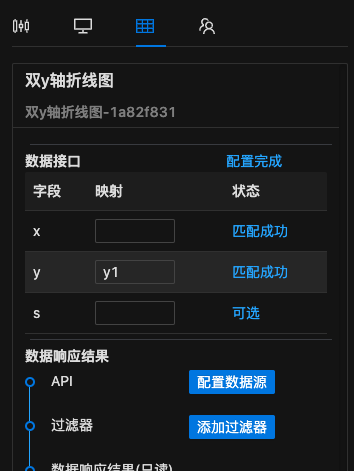 双y轴折线图
双y轴折线图-1a82f831
数据接口 配置完成
字段 映射 状态
x 匹配成功
y y1 匹配成功
s 可选
数据响应结果
API 配置数据源
过滤器 添加过滤器
数据响应结果(只读)